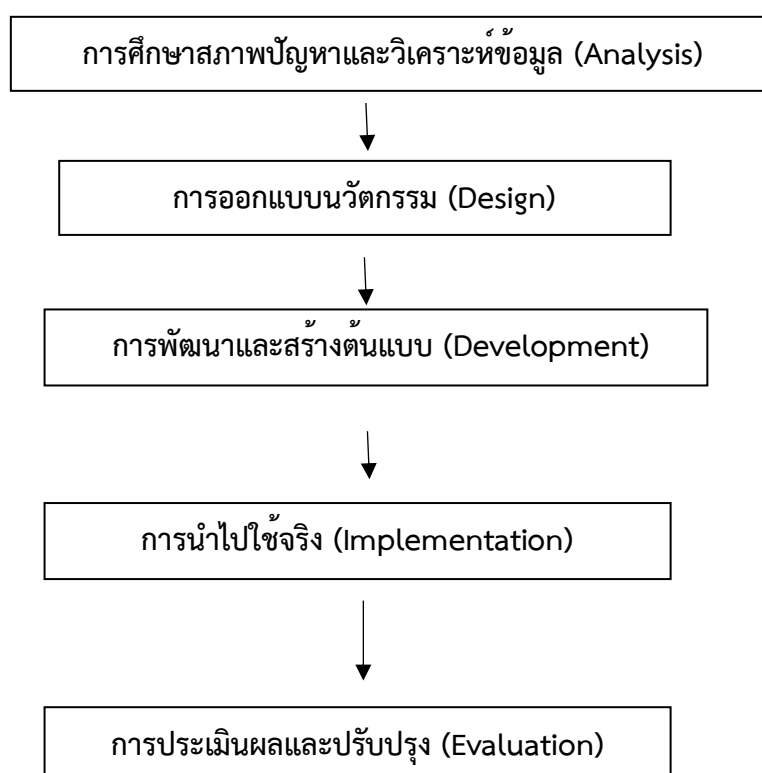 การศึกษาสภาพปัญหาและวิเคราะห์ข้อมูล (Analysis)
การออกแบบนวัตกรรม (Design)
การพัฒนาและสร้างต้นแบบ (Development)
การนำไปใช้จริง (Implementation)
การประเมินผลและปรับปรุง (Evaluation)